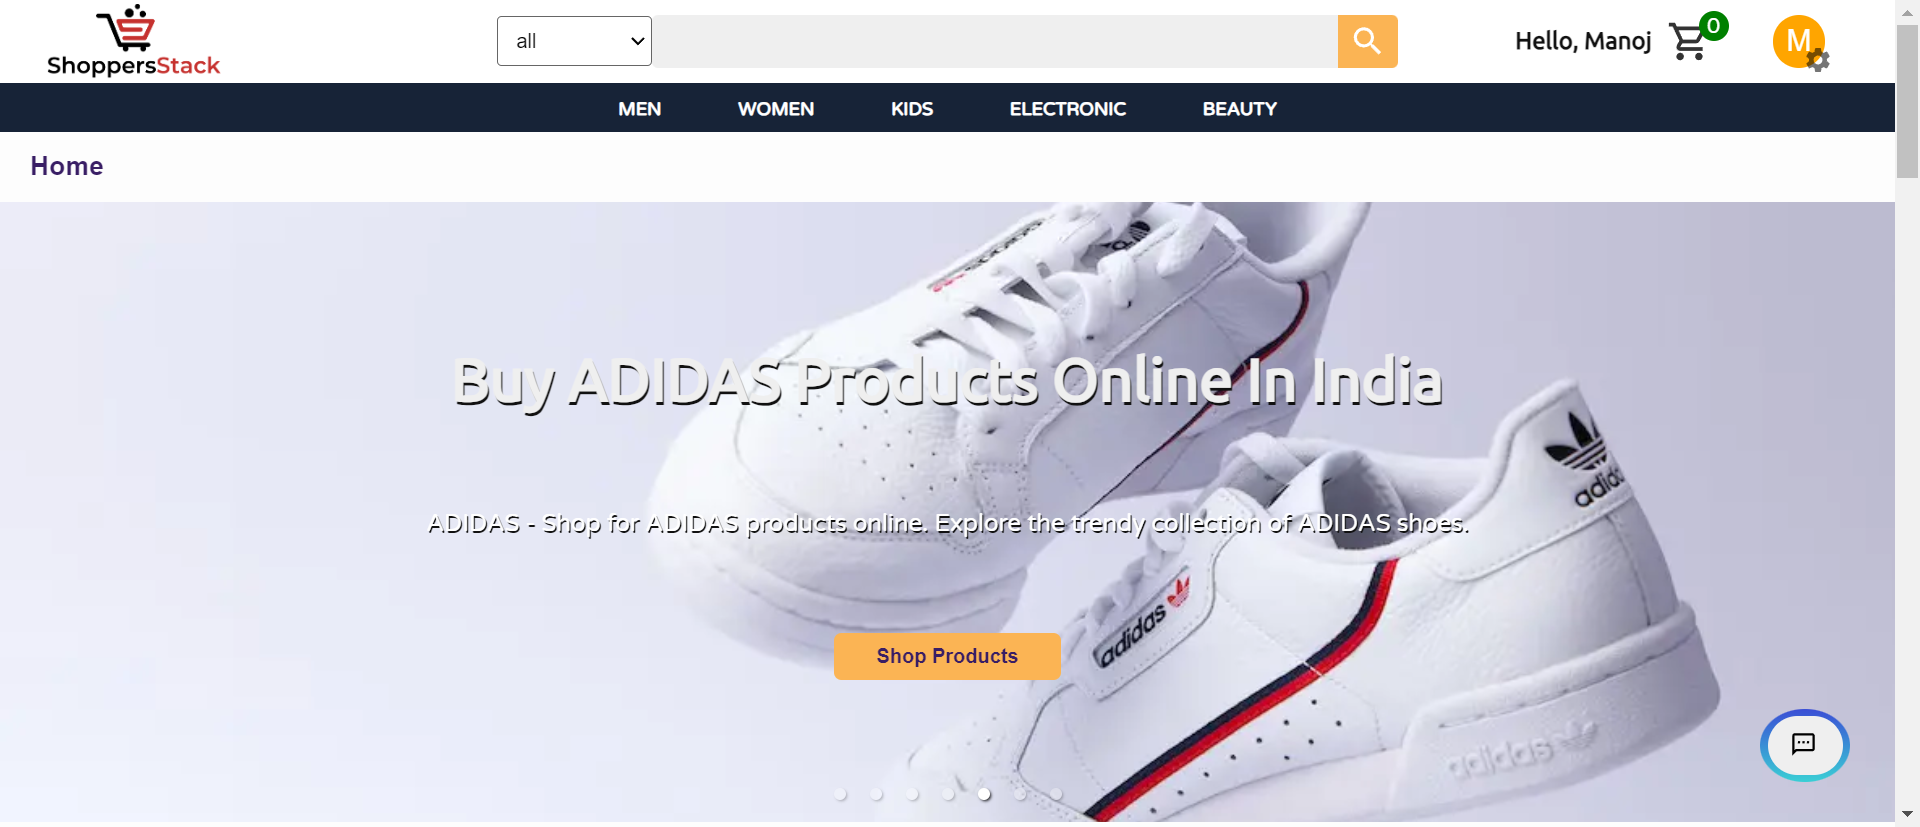 ShoppersStack
all
Hello, Manoj
0
M
MEN WOMEN KIDS ELECTRONIC BEAUTY
Home
Buy ADIDAS Products Online In India
ADIDAS - Shop for ADIDAS products online. Explore the trendy collection of ADIDAS shoes.
Shop Products
adidas
adidas
adidas